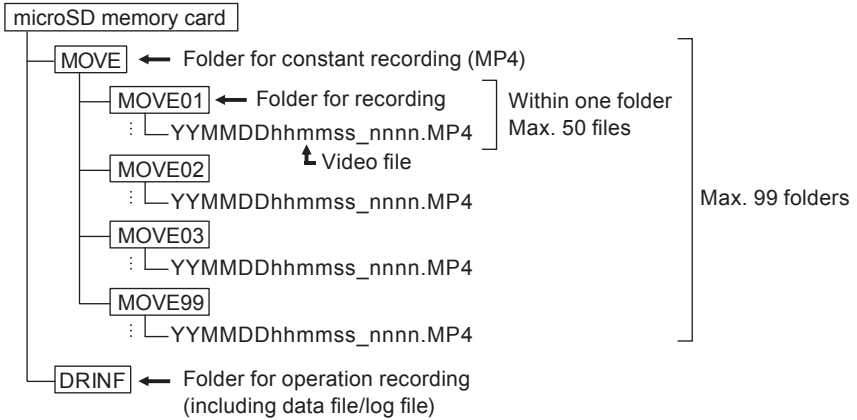 microSD memory card
MOVE
Folder for constant recording (MP4)
MOVE01
Folder for recording
Within one folder
Max. 50 files
YYMMDDhhmmss_nnnn.MP4
Video file
MOVE02
YYMMDDhhmmss_nnnn.MP4
Max. 99 folders
MOVE03
YYMMDDhhmmss_nnnn.MP4
MOVE99
YYMMDDhhmmss_nnnn.MP4
DRINF
Folder for operation recording
(including data file/log file)